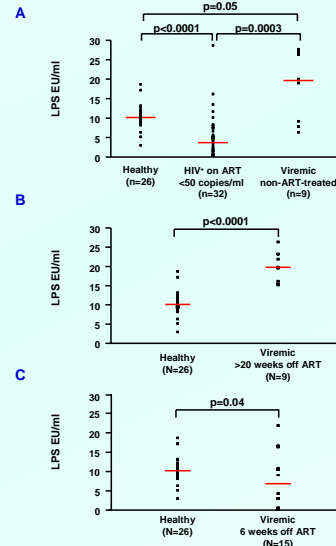 A
p=0.05
p<0.0001
p=0.0003
LPS EU/ml
30
25
20
15
10
5
0
Healthy
(n=26)
HIV+ on ART
<50 copies/ml
(n=32)
Viremic
non-ART-treated
(n=9)
B
p<0.0001
LPS EU/ml
30
25
20
15
10
5
0
Healthy
(N=26)
Viremic
>20 weeks off ART
(N=9)
C
p=0.04
LPS EU/ml
30
25
20
15
10
5
0
Healthy
(N=26)
Viremic
6 weeks off ART
(N=15)